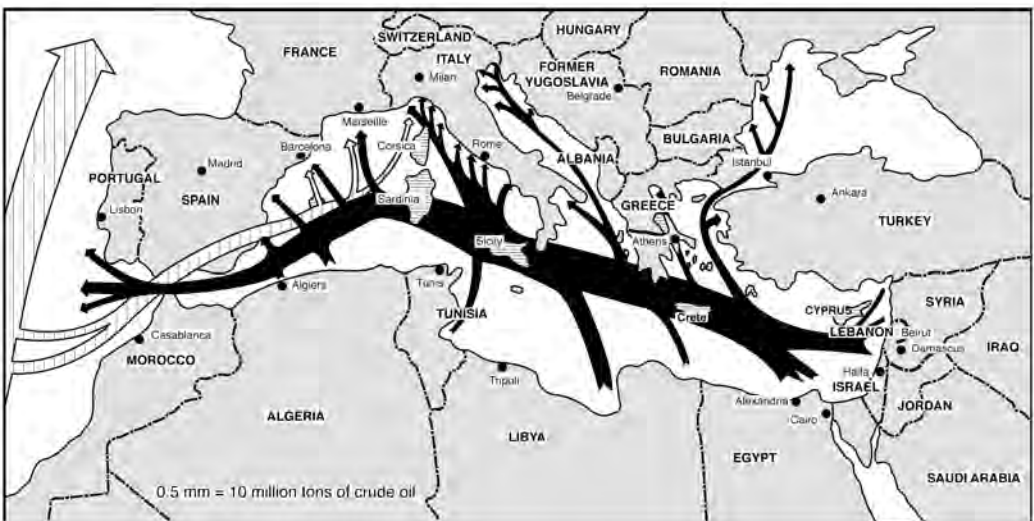 SWITZERLAND
HUNGARY
FRANCE
ITALY
FORMER
YUGOSLAVIA
ROMANIA
Milan
Belgrade
Marseille
Barcelona
Corsica
Rome
BULGARIA
Madrid
ALBANIA
Istanbul
PORTUGAL
SPAIN
Ankara
Sardinia
GREECE
Lisbon
TURKEY
Sicily
Athens
Algiers
Tunis
Casablanca
TUNISIA
Crete
CYPRUS
SYRIA
LEBANON
Beirut
MOROCCO
Damascus
IRAQ
Tripoli
Haifa
ISRAEL
Alexandria
JORDAN
Cairo
ALGERIA
LIBYA
EGYPT
SAUDI ARABIA
0.5 mm = 10 million tons of crude oil